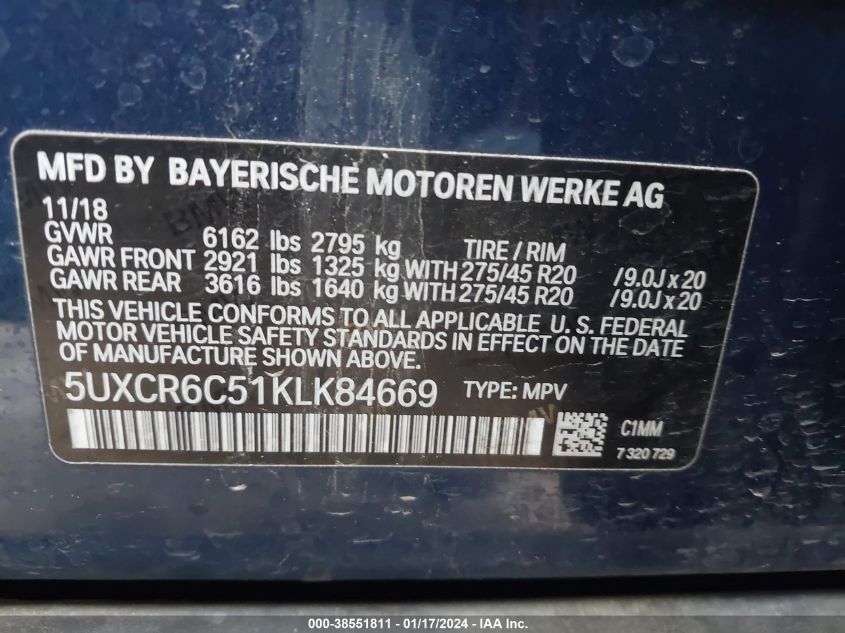 MFD BY BAYERISCHE MOTOREN WERKE AG
11/18
GVWR 6162 lbs 2795 kg TIRE / RIM
GAWR FRONT 2921 lbs 1325 kg WITH 275/45 R20 /9.0J x 20
GAWR REAR 3616 lbs 1640 kg WITH 275/45 R20 /9.0J x 20
THIS VEHICLE CONFORMS TO ALL APPLICABLE U. S. FEDERAL
MOTOR VEHICLE SAFETY STANDARDS IN EFFECT ON THE DATE
OF MANUFACTURE SHOWN ABOVE.
5UXCR6C51KLK84669 TYPE: MPV
C1MM
7 320 729
000-38551811 - 01/17/2024 - IAA Inc.